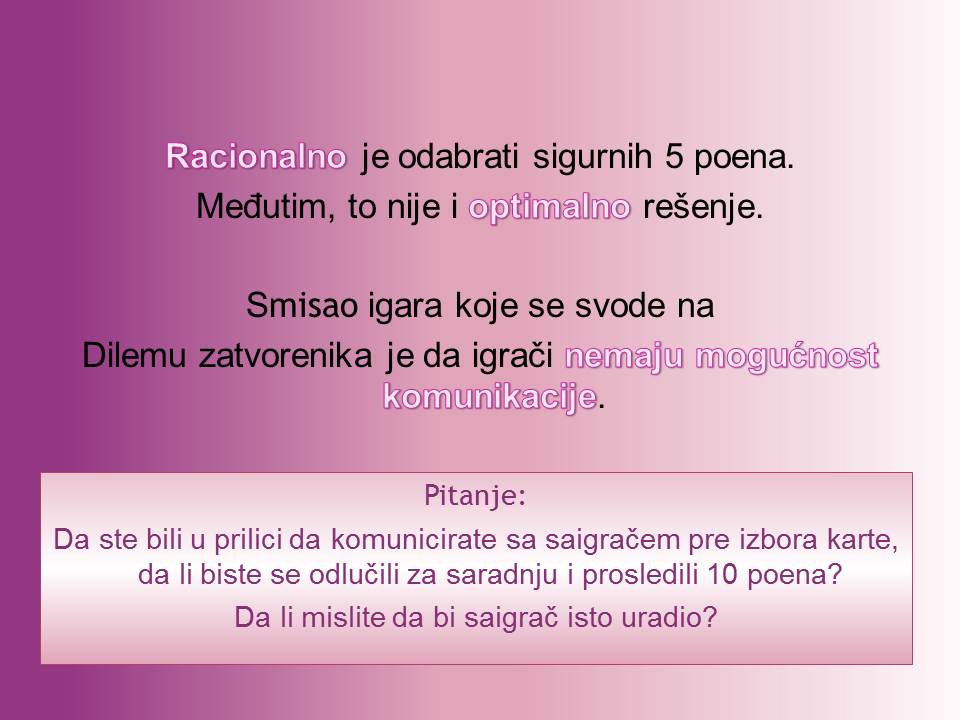 Racionalno je odabrati sigurnih 5 poena.
Međutim, to nije i optimalno rešenje.
Smisao igara koje se svode na
Dilemu zatvorenika je da igrači nemaju mogućnost
komunikacije.
Pitanje:
Da ste bili u prilici da komunicirate sa saigračem pre izbora karte,
da li biste se odlučili za saradnju i prosledili 10 poena?
Da li mislite da bi saigrač isto uradio?